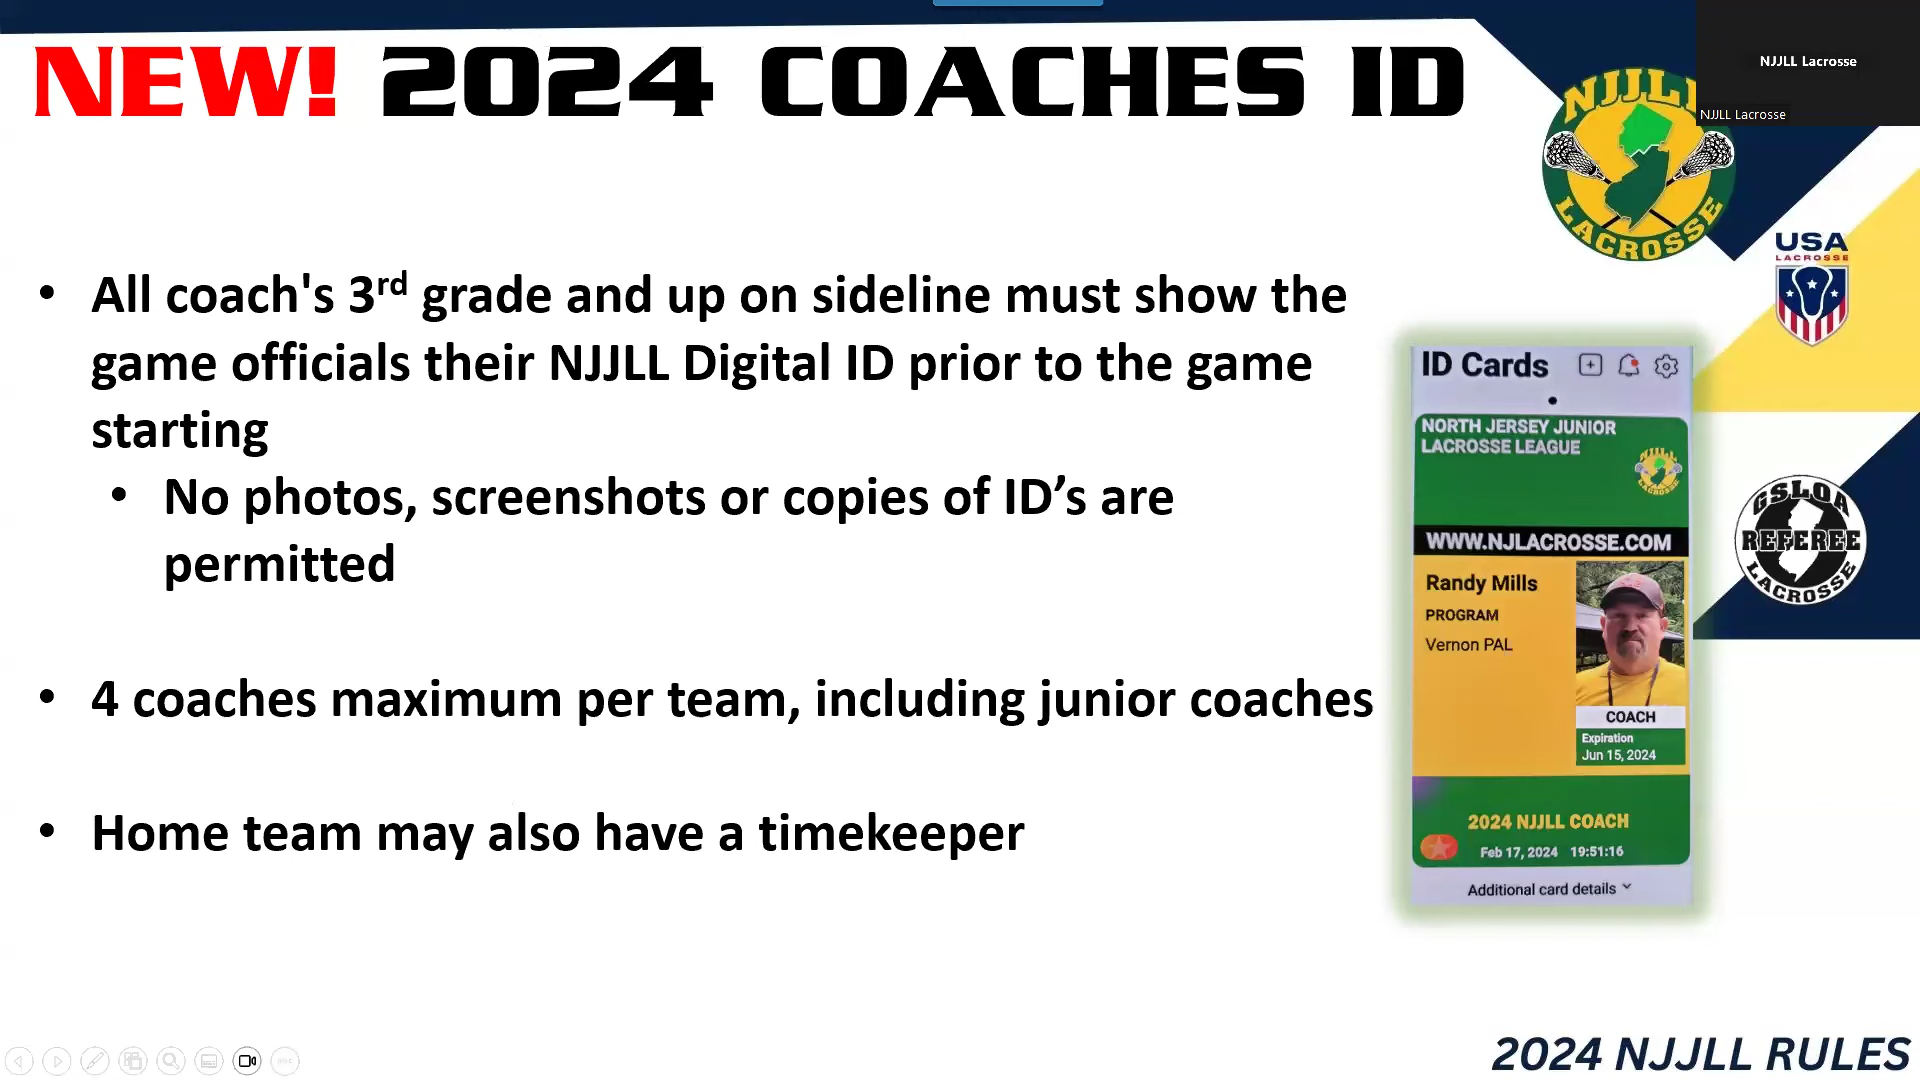 NEW! 2024 COACHES ID
NJJLL Lacrosse
NJJLL Lacrosse
NJJLL
LACROSSE
USA
LACROSSE
• All coach's 3rd grade and up on sideline must show the
game officials their NJJLL Digital ID prior to the game
starting
• No photos, screenshots or copies of ID’s are
permitted
• 4 coaches maximum per team, including junior coaches
• Home team may also have a timekeeper
ID Cards
NORTH JERSEY JUNIOR
LACROSSE LEAGUE
NJJLL
WWW.NJLACROSSE.COM
Randy Mills
PROGRAM
Vernon PAL
COACH
Expiration
Jun 15, 2024
2024 NJJLL COACH
Feb 17, 2024 19:51:16
Additional card details
GSLOA
REFEREE
LACROSSE
2024 NJJLL RULES